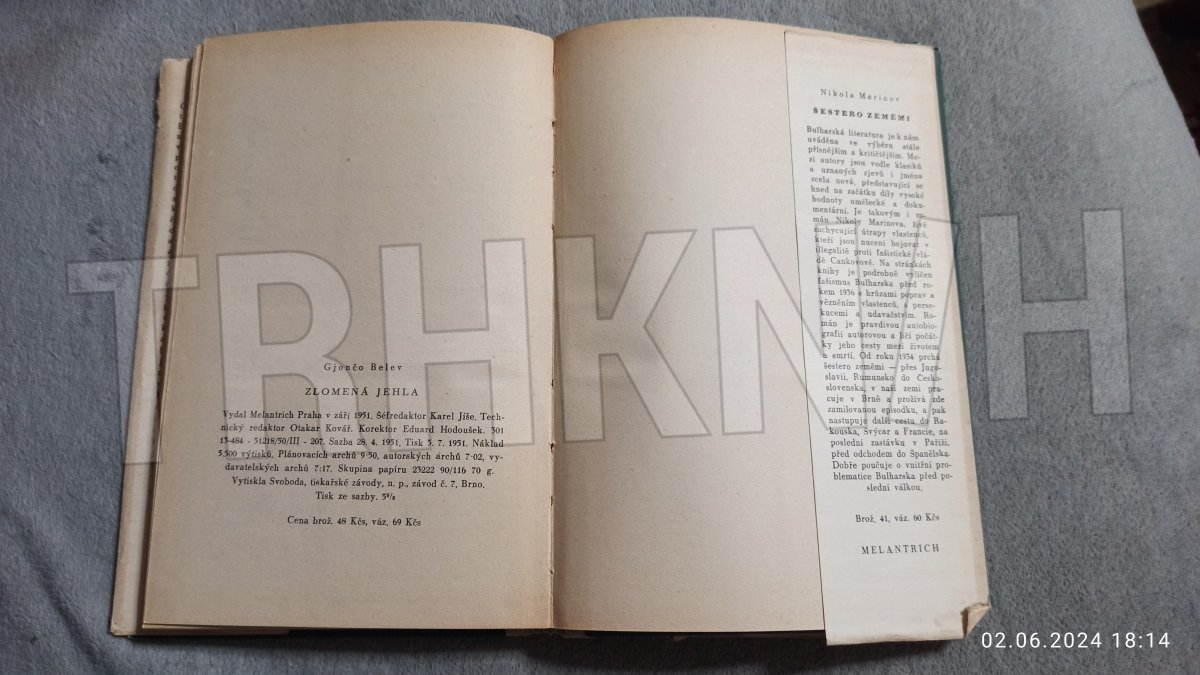 Gjončo Belev
ZLOMENÁ JEHLA
Vydal Melantrich Praha v září 1951. Šéfredaktor Karel Jíše. Tech-
nický redaktor Otakar Kovář. Korektor Eduard Hodoušek. 301
13-484 - 51218/50/III - 207. Sazba 28. 4. 1951. Tisk 5. 7. 1951. Náklad
5.500 výtisků. Plánovacích archů 9·50, autorských archů 7·02, vy-
davatelských archů 7·17. Skupina papíru 23222 90/116 70 g.
Vytiskla Svoboda, tiskařské závody, n. p., závod č. 7, Brno.
Tisk ze sazby. 5%
Cena brož. 48 Kčs, váz. 69 Kčs
Nikola Marinov
ŠESTERO ZEMĚMI
Bulharská literatura je k nám
uváděna ve výběru stále
přísnějším a kritičtějším. Me-
zi autory jsou vedle klasiků
a uznaných zjevů i jména
zcela nová, představující se
hned na začátku díly vysoké
hodnoty umělecké a doku-
mentární. Je takovým i ro-
mán Nikoly Marinova, živě
zachycující útrapy vlastenců,
kteří jsou nuceni bojovat v
illegalitě proti fašistické vlá-
dě Cankovově. Na stránkách
knihy je podrobně vylíčen
fašismus Bulharska před ro-
kem 1936 s hrůzami poprav a
vězněním vlastenců, s perse-
kucemi a udavačstvím. Ro-
mán je pravdivou autobio-
grafií autorovou a líčí počát-
ky jeho cesty mezi životem
a smrtí. Od roku 1934 prchá
šestero zeměmi — přes Jugo-
slavii, Rumunsko do Česko-
slovenska, v naší zemi pra-
cuje v Brně a prožívá zde
zamilovanou episodku, a pak
nastupuje další cestu do Ra-
kouska, Švýcar a Francie, na
poslední zastávku v Paříži,
před odchodem do Španělska.
Dobře poučuje o vnitřní pro-
blematice Bulharska před po-
slední válkou.
Brož. 41, váz. 60 Kčs
MELANTRICH
TRHKNIH
02.06.2024 18:14